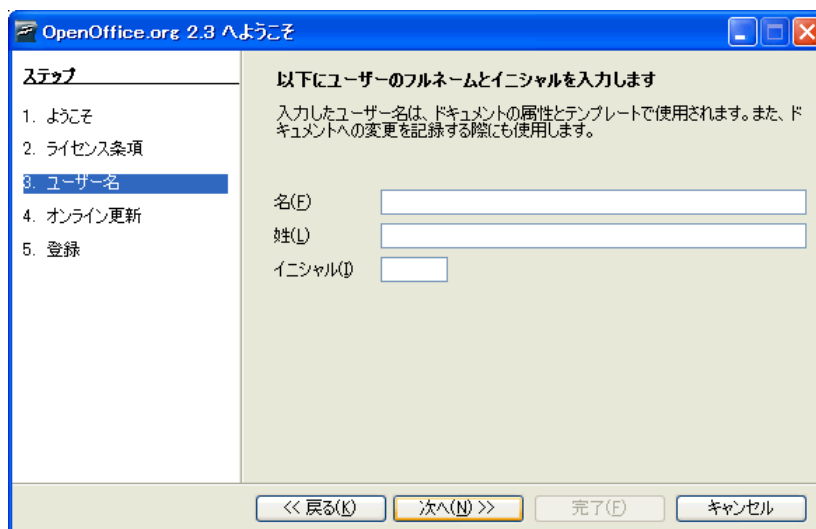 OpenOffice.org 2.3 へようこそ
ステップ
1. ようこそ
2. ライセンス条項
3. ユーザー名
4. オンライン更新
5. 登録
以下にユーザーのフルネームとイニシャルを入力します
入力したユーザー名は、ドキュメントの属性とテンプレートで使用されます。また、ド
キュメントへの変更を記録する際にも使用します。
名(F)
姓(L)
イニシャル(I)
<< 戻る(K)
次へ(N) >>
完了(F)
キャンセル